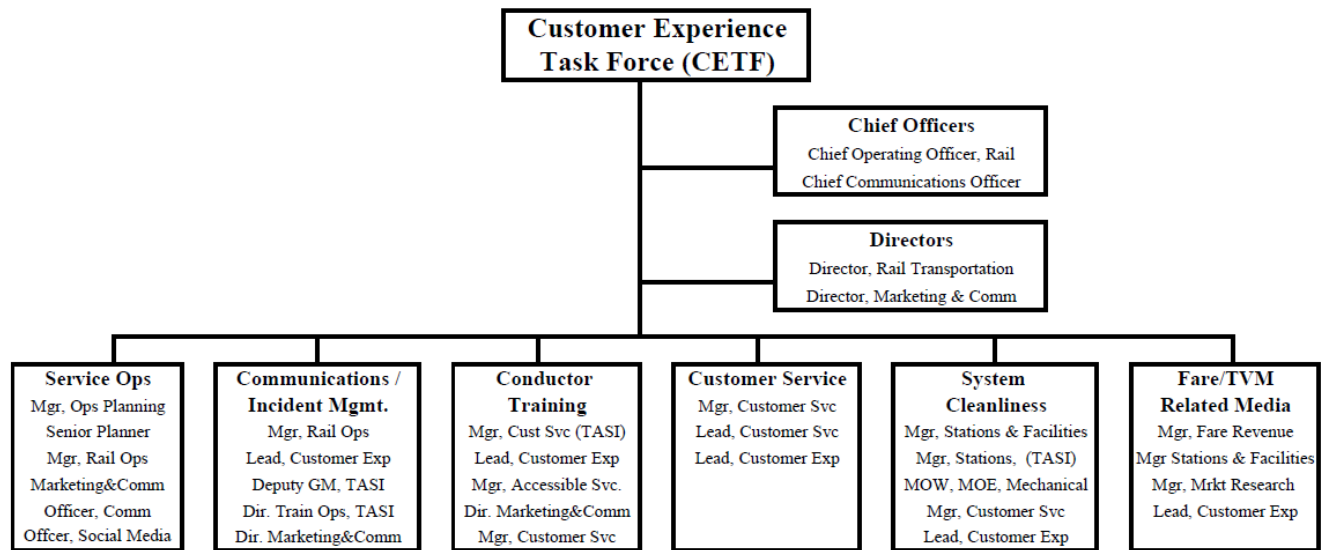 Customer Experience
Task Force (CETF)
Chief Officers
Chief Operating Officer, Rail
Chief Communications Officer
Directors
Director, Rail Transportation
Director, Marketing & Comm
Service Ops
Mgr, Ops Planning
Senior Planner
Mgr, Rail Ops
Marketing&Comm
Officer, Comm
Offcer, Social Media
Communications /
Incident Mgmt.
Mgr, Rail Ops
Lead, Customer Exp
Deputy GM, TASI
Dir. Train Ops, TASI
Dir. Marketing&Comm
Conductor
Training
Mgr, Cust Svc (TASI)
Lead, Customer Exp
Mgr, Accessible Svc.
Dir. Marketing&Comm
Mgr, Customer Svc
Customer Service
Mgr, Customer Svc
Lead, Customer Svc
Lead, Customer Exp
System
Cleanliness
Mgr, Stations & Facilities
Mgr, Stations, (TASI)
MOW, MOE, Mechanical
Mgr, Customer Svc
Lead, Customer Exp
Fare/TVM
Related Media
Mgr, Fare Revenue
Mgr Stations & Facilities
Mgr, Mrkt Research
Lead, Customer Exp